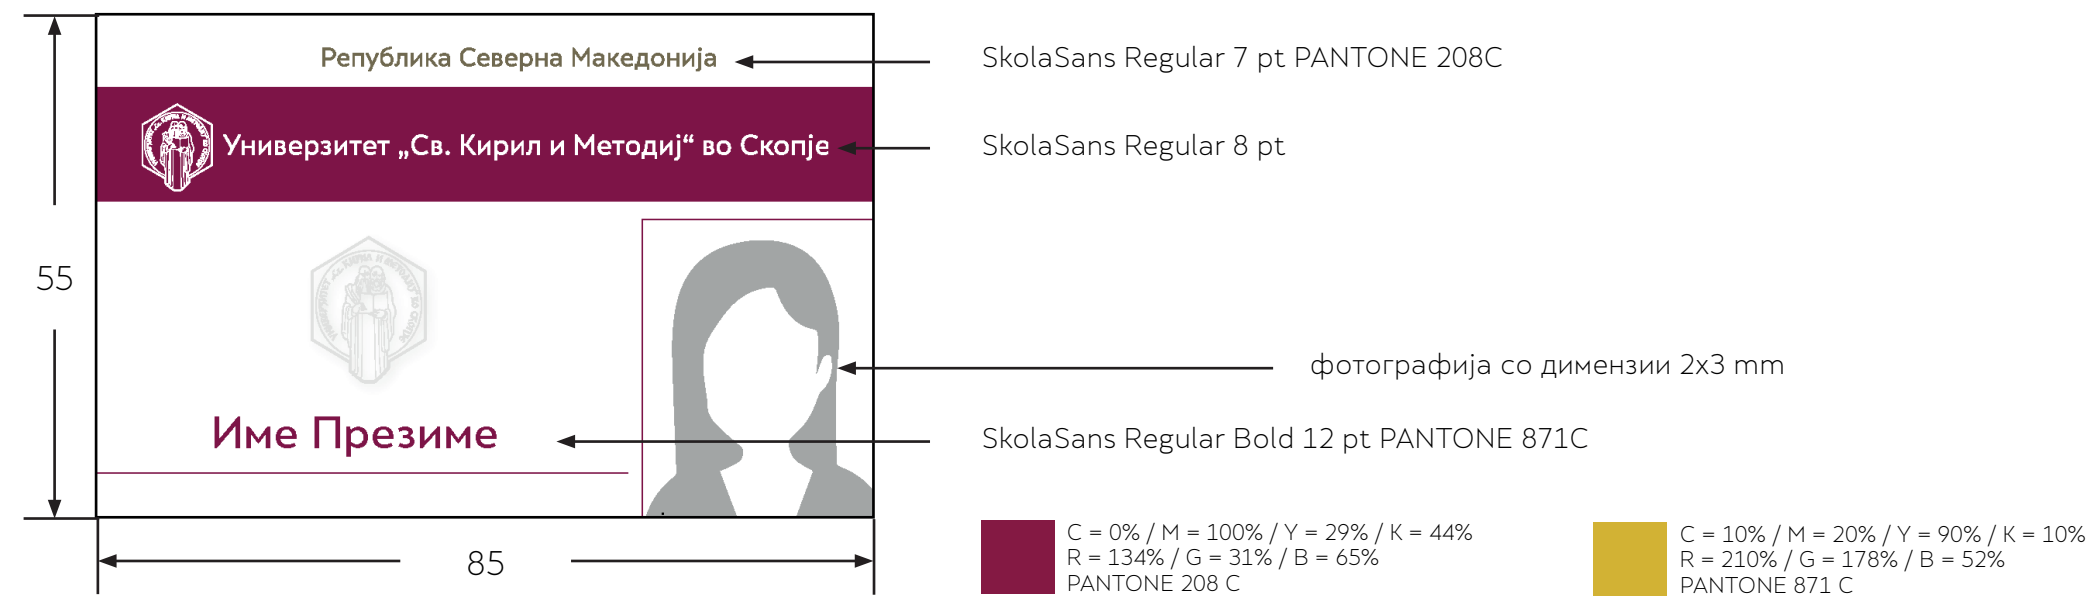 Република Северна Македонија
SkolaSans Regular 7 pt PANTONE 208C
Универзитет „Св. Кирил и Методиј“ во Скопје
SkolaSans Regular 8 pt
55
фотографија со димензии 2x3 mm
Име Презиме
SkolaSans Regular Bold 12 pt PANTONE 871C
85
C = 0% / M = 100% / Y = 29% / K = 44%
R = 134% / G = 31% / B = 65%
PANTONE 208 C
C = 10% / M = 20% / Y = 90% / K = 10%
R = 210% / G = 178% / B = 52%
PANTONE 871 C